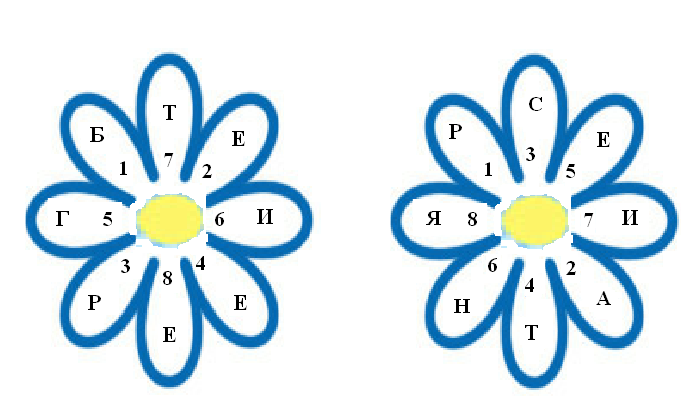 Т С
Б Е Р Е
1 7 2 1 3 5
Г 5 6 И Я 8 7 И
3 8 4 6 4 2
Р Е Е Н Т А